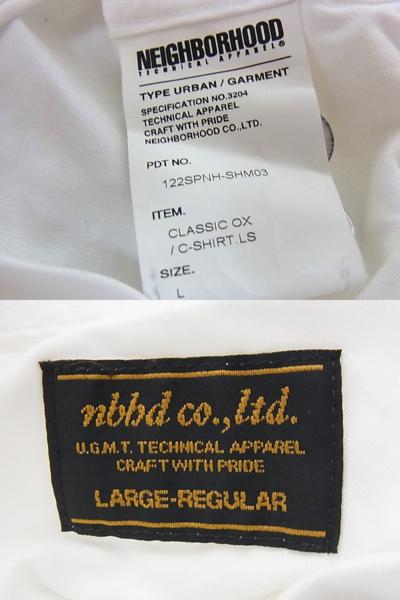 NEIGHBORHOOD
TECHNICAL APPAREL®
TYPE URBAN / GARMENT
SPECIFICATION NO.3204
TECHNICAL APPAREL
CRAFT WITH PRIDE
NEIGHBORHOOD CO.,LTD.
PDT NO.
122SPNH-SHM03
ITEM.
CLASSIC OX
/ C-SHIRT.LS
SIZE.
L
nbhd co.,ltd.
U.G.M.T. TECHNICAL APPAREL
CRAFT WITH PRIDE
LARGE-REGULAR